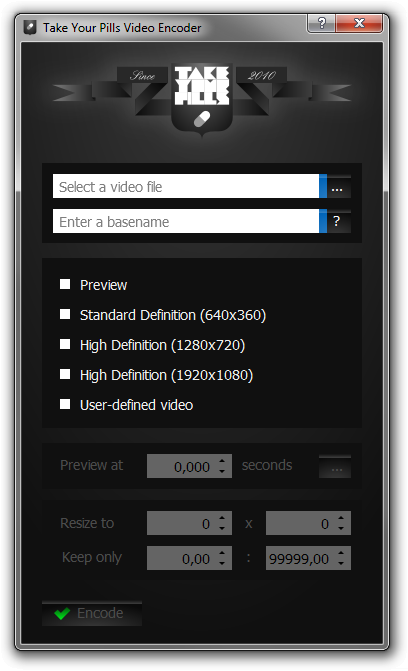 Take Your Pills Video Encoder
?
Since
TAKE
YOUR
PILLS
2010
Select a video file
...
Enter a basename
?
Preview
Standard Definition (640x360)
High Definition (1280x720)
High Definition (1920x1080)
User-defined video
Preview at 0,000 seconds ...
Resize to 0 x 0
Keep only 0,00 : 99999,00
Encode